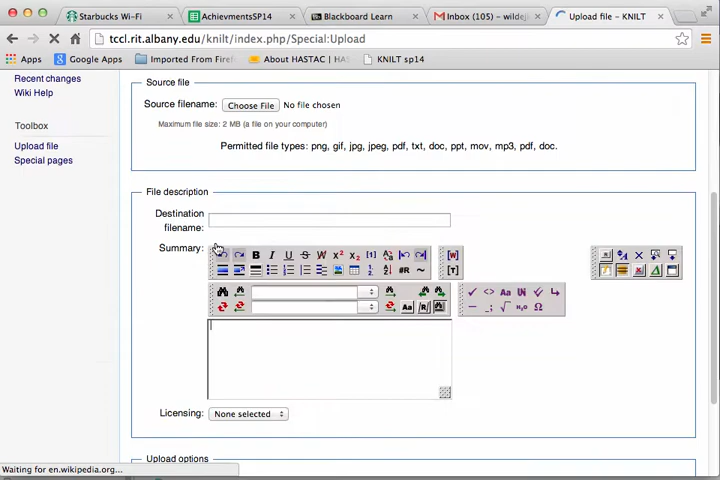 Starbucks Wi-Fi
AchievmentsSP14
Blackboard Learn
Inbox (105) – wildej
Upload file – KNILT
tccl.rit.albany.edu/knilt/index.php/Special:Upload
Apps
Google Apps
Imported From Firef
About HASTAC | HAS
KNILT sp14
Recent changes
Wiki Help
Toolbox
Upload file
Special pages
Source file
Source filename:
Choose File
No file chosen
Maximum file size: 2 MB (a file on your computer)
Permitted file types: png, gif, jpg, jpeg, pdf, txt, doc, ppt, mov, mp3, pdf, doc.
File description
Destination
filename:
Summary:
Licensing:
None selected
Upload options
Waiting for en.wikipedia.org...